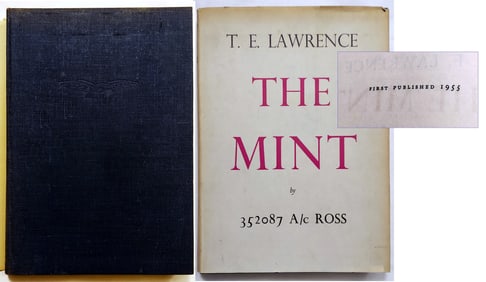 T. E. LAWRENCE
THE
MINT
by
352087 A/c ROSS
FIRST PUBLISHED 1955